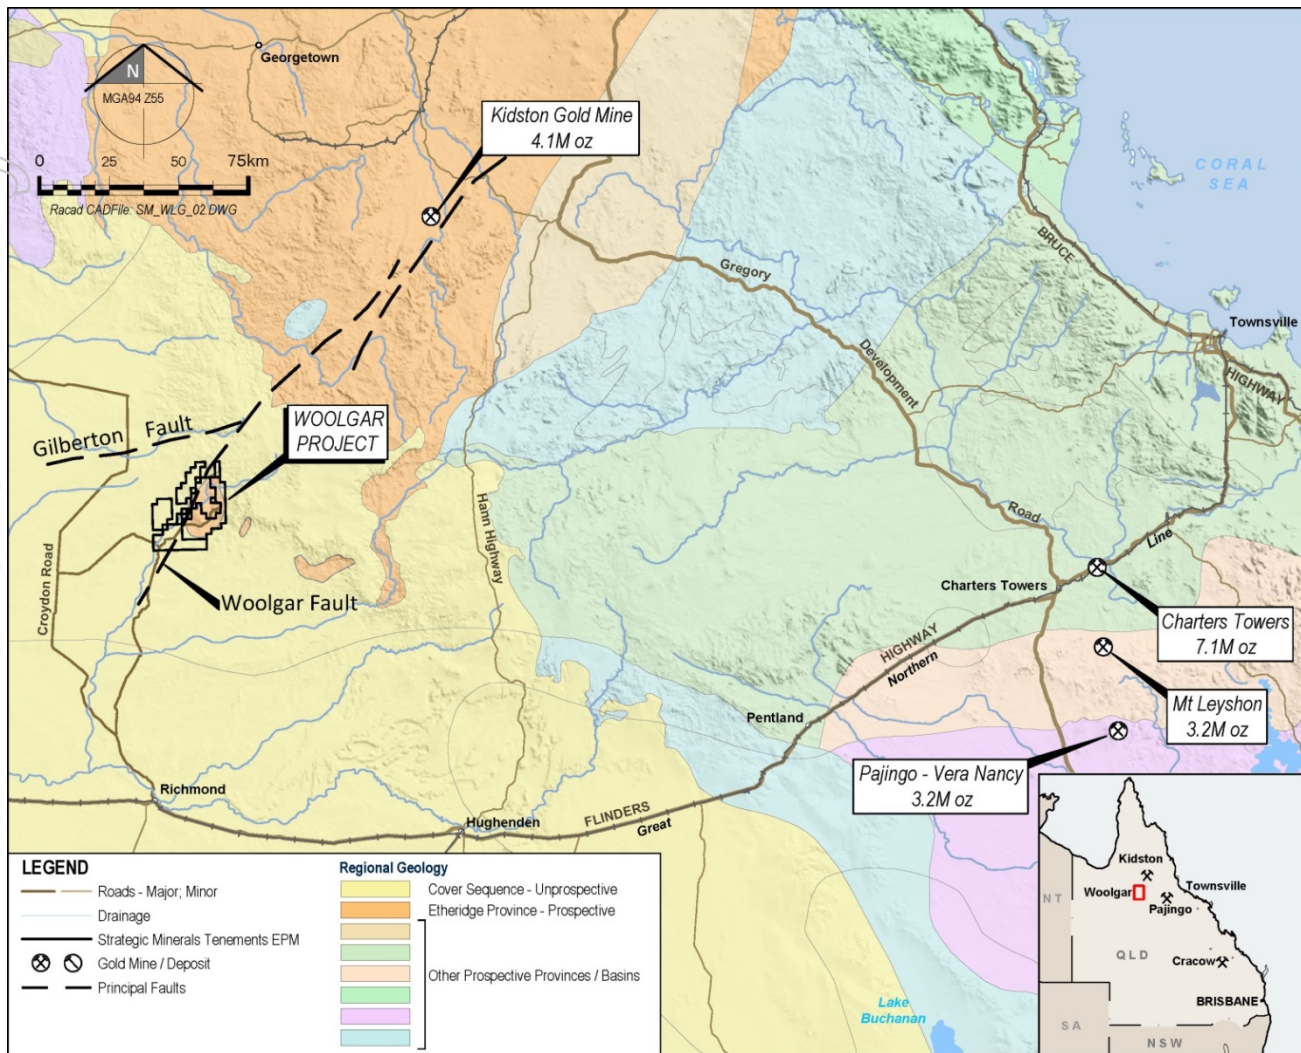 Georgetown
N
MGA94 Z55
0 25 50 75km
Racad CADFile: SM_WLG_02.DWG
Kidston Gold Mine
4.1M oz
CORAL
SEA
BRUCE
Gregory
Townsville
HIGHWAY
Development
WOOLGAR
PROJECT
Gilberton Fault
Hann Highway
Road
Line
Croydon Road
Woolgar Fault
Charters Towers
Charters Towers
7.1M oz
HIGHWAY
Northern
Mt Leyshon
3.2M oz
Pentland
Pajingo - Vera Nancy
3.2M oz
Richmond
Hughenden
FLINDERS
Great
Lake
Buchanan
LEGEND
Roads - Major; Minor
Drainage
Strategic Minerals Tenements EPM
Gold Mine / Deposit
Principal Faults
Regional Geology
Cover Sequence - Unprospective
Etheridge Province - Prospective
Other Prospective Provinces / Basins
Kidston
Woolgar
Townsville
NT
Pajingo
QLD
Cracow
BRISBANE
SA
NSW